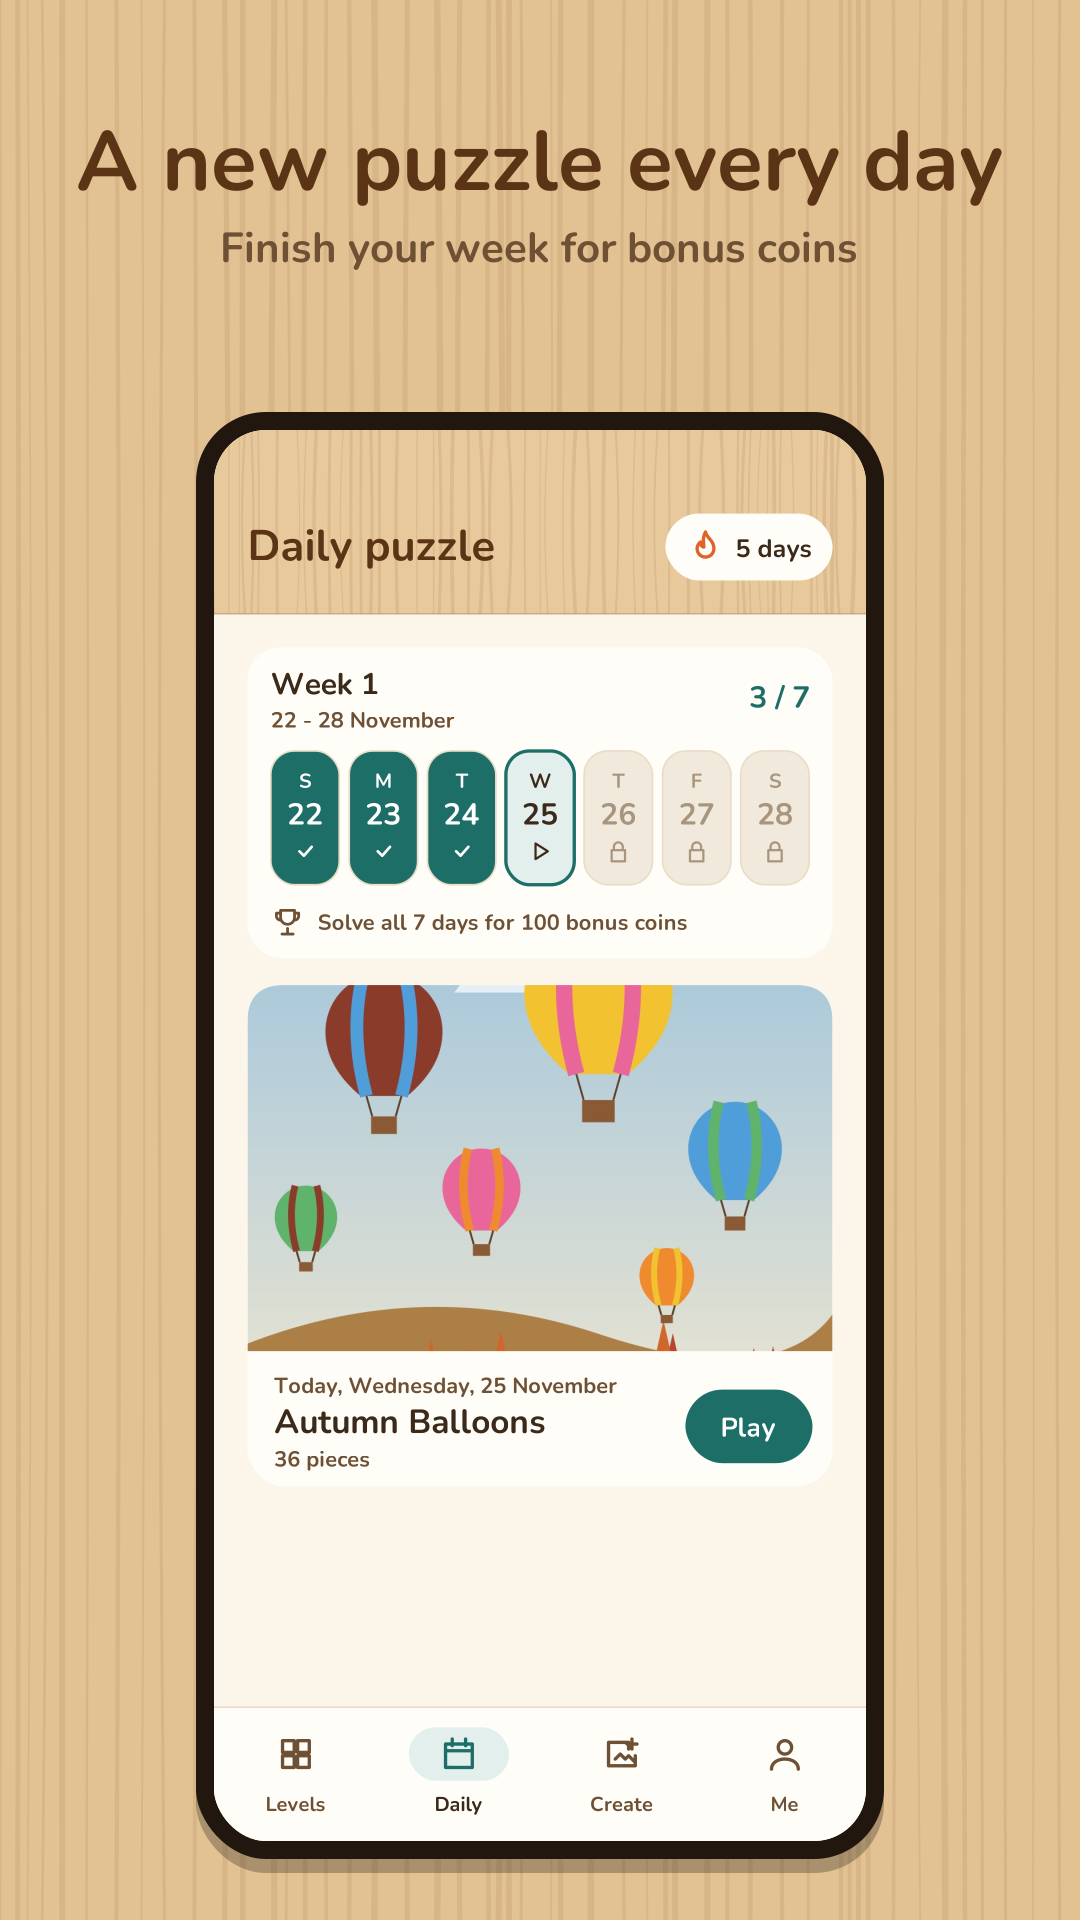 A new puzzle every day
Finish your week for bonus coins
Daily puzzle
5 days
Week 1
3 / 7
22 - 28 November
S M T W T F S
22 23 24 25 26 27 28
Solve all 7 days for 100 bonus coins
Today, Wednesday, 25 November
Autumn Balloons
Play
36 pieces
Levels Daily Create Me